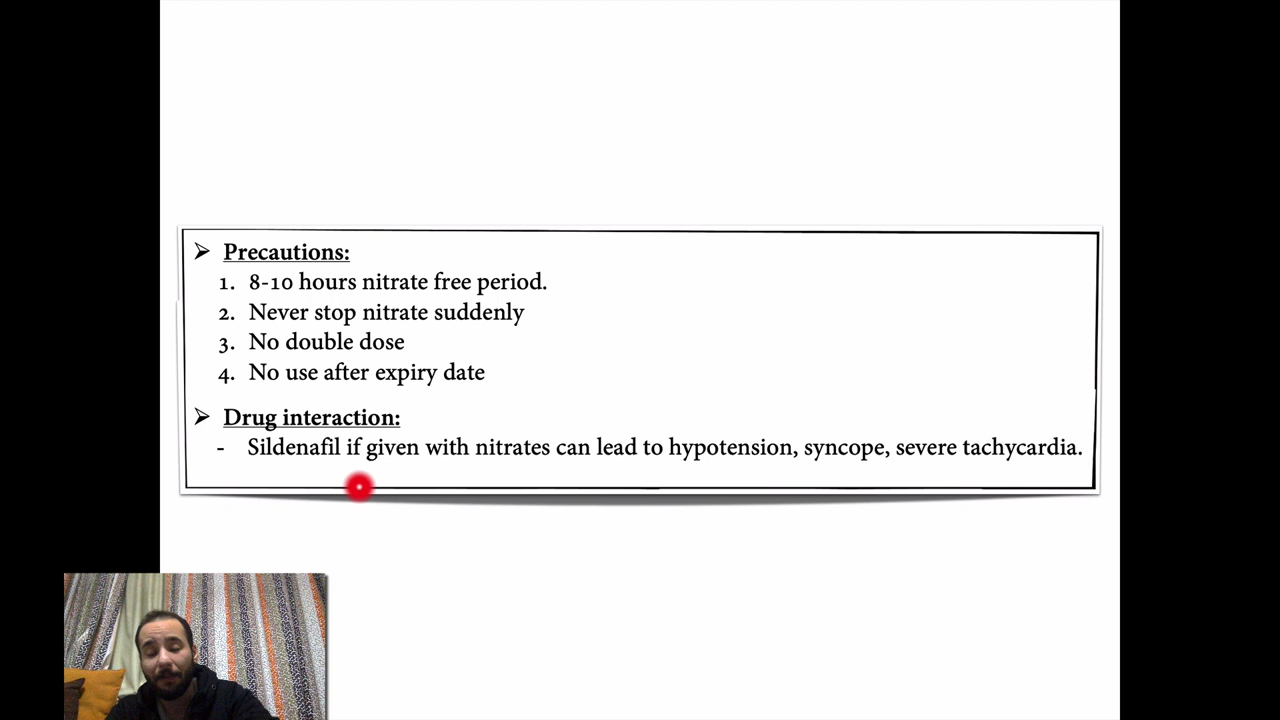 ➢ Precautions:
1. 8-10 hours nitrate free period.
2. Never stop nitrate suddenly
3. No double dose
4. No use after expiry date
➢ Drug interaction:
- Sildenafil if given with nitrates can lead to hypotension, syncope, severe tachycardia.